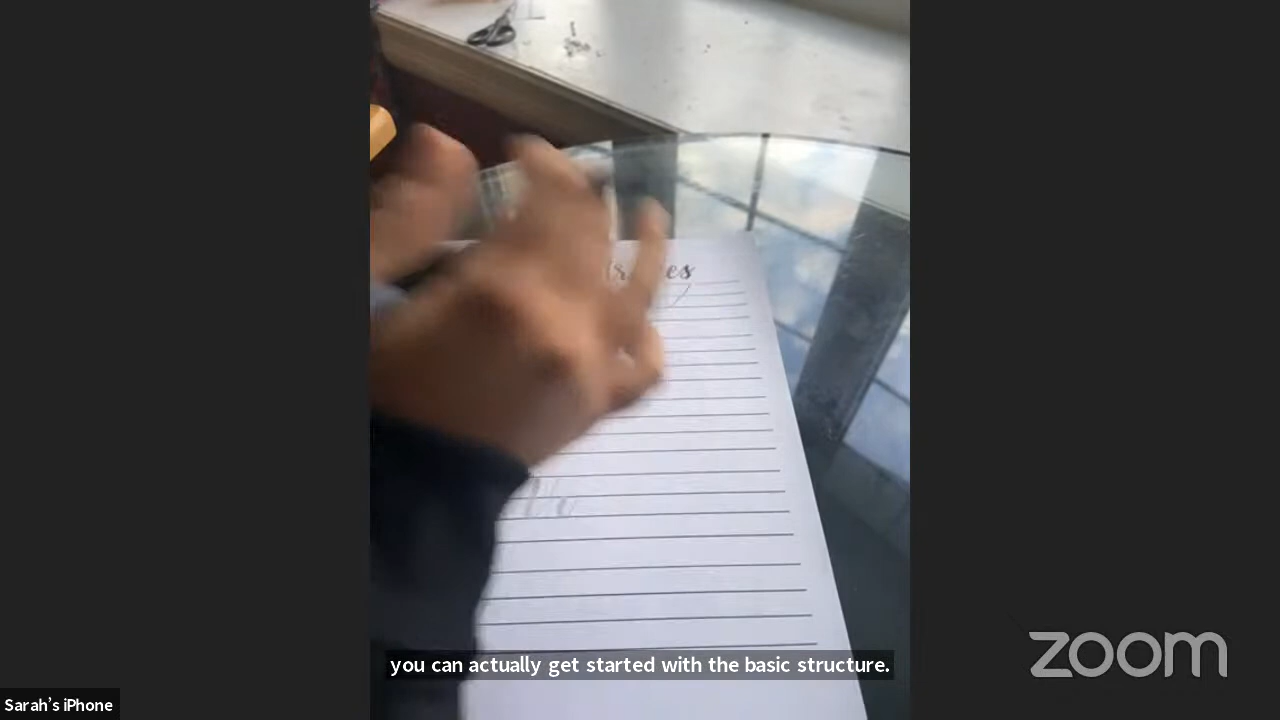 you can actually get started with the basic structure.
zoom
Sarah's iPhone